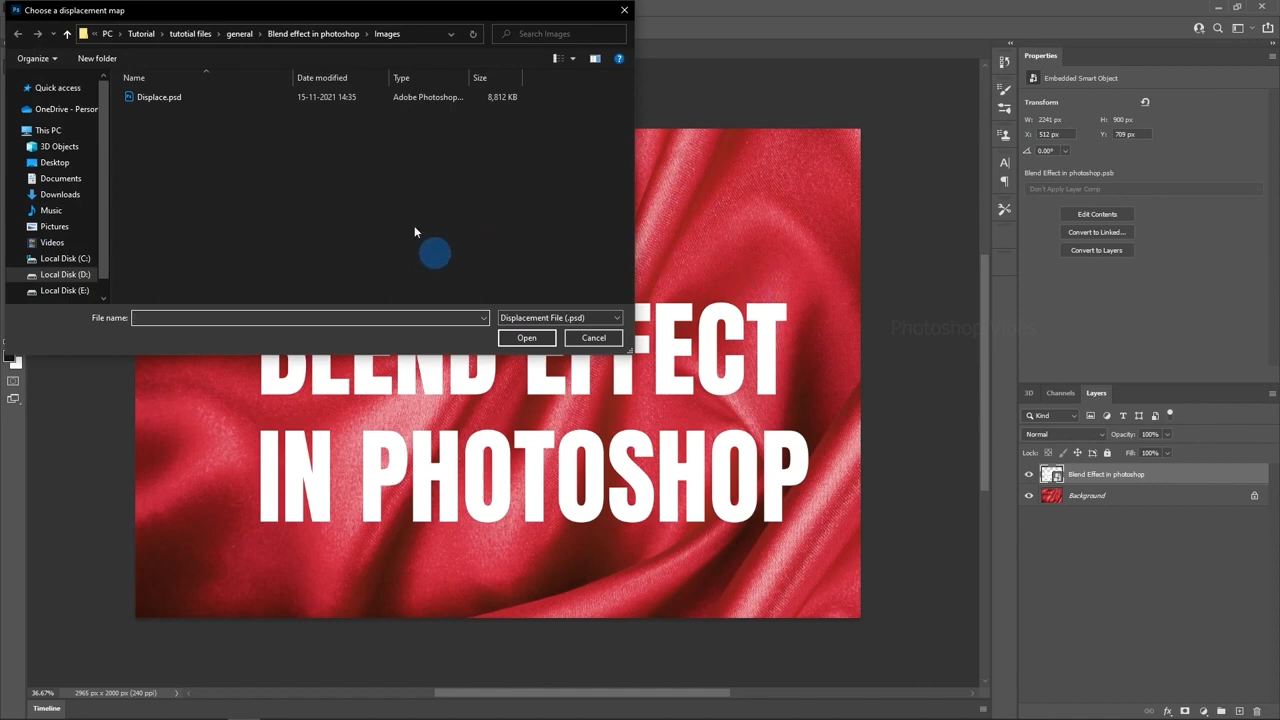 Choose a displacement map
PC
Tutorial
tutotial files
general
Blend effect in photoshop
Images
Search Images
Organize
New folder
Name
Date modified
Type
Size
Displace.psd
15-11-2021 14:35
Adobe Photoshop...
8,812 KB
Quick access
OneDrive - Person
This PC
3D Objects
Desktop
Documents
Downloads
Music
Pictures
Videos
Local Disk (C:)
Local Disk (D:)
Local Disk (E:)
File name:
Displacement File (.psd)
Open
Cancel
BLEND EFFECT
IN PHOTOSHOP
36.67%
2965 px x 2000 px (240 ppi)
Timeline
Properties
Embedded Smart Object
Transform
W: 2241 px
H: 900 px
X: 512 px
Y: 709 px
0.00°
Blend Effect in photoshop.psb
Don't Apply Layer Comp
Edit Contents
Convert to Linked...
Convert to Layers
Photoshop Vibes
3D
Channels
Layers
Kind
Normal
Opacity: 100%
Lock:
Fill: 100%
Blend Effect in photoshop
Background